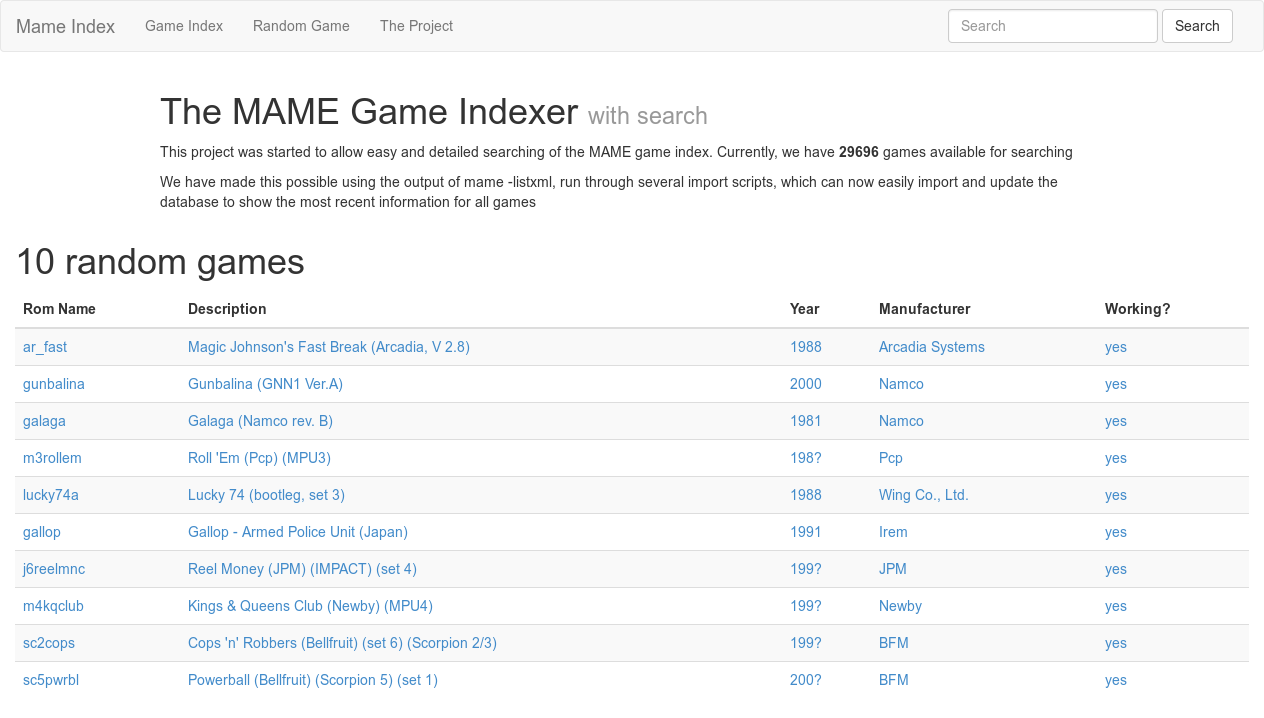 Mame Index Game Index Random Game The Project Search Search
The MAME Game Indexer with search
This project was started to allow easy and detailed searching of the MAME game index. Currently, we have 29696 games available for searching
We have made this possible using the output of mame -listxml, run through several import scripts, which can now easily import and update the
database to show the most recent information for all games
10 random games
Rom Name Description Year Manufacturer Working?
ar_fast Magic Johnson's Fast Break (Arcadia, V 2.8) 1988 Arcadia Systems yes
gunbalina Gunbalina (GNN1 Ver.A) 2000 Namco yes
galaga Galaga (Namco rev. B) 1981 Namco yes
m3rollem Roll 'Em (Pcp) (MPU3) 198? Pcp yes
lucky74a Lucky 74 (bootleg, set 3) 1988 Wing Co., Ltd. yes
gallop Gallop - Armed Police Unit (Japan) 1991 Irem yes
j6reelmnc Reel Money (JPM) (IMPACT) (set 4) 199? JPM yes
m4kqclub Kings & Queens Club (Newby) (MPU4) 199? Newby yes
sc2cops Cops 'n' Robbers (Bellfruit) (set 6) (Scorpion 2/3) 199? BFM yes
sc5pwrbl Powerball (Bellfruit) (Scorpion 5) (set 1) 200? BFM yes